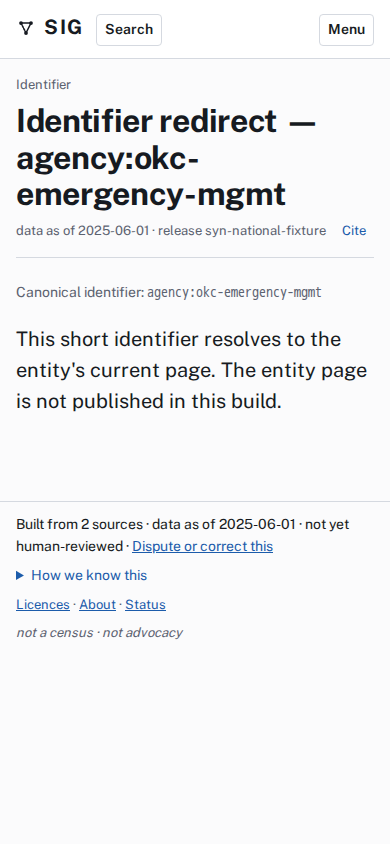 SIG
Search
Menu
Identifier
Identifier redirect —
agency:okc-
emergency-mgmt
data as of 2025-06-01 · release syn-national-fixture
Cite
Canonical identifier: agency:okc-emergency-mgmt
This short identifier resolves to the
entity's current page. The entity page
is not published in this build.
Built from 2 sources · data as of 2025-06-01 · not yet
human-reviewed · Dispute or correct this
How we know this
Licences · About · Status
not a census · not advocacy